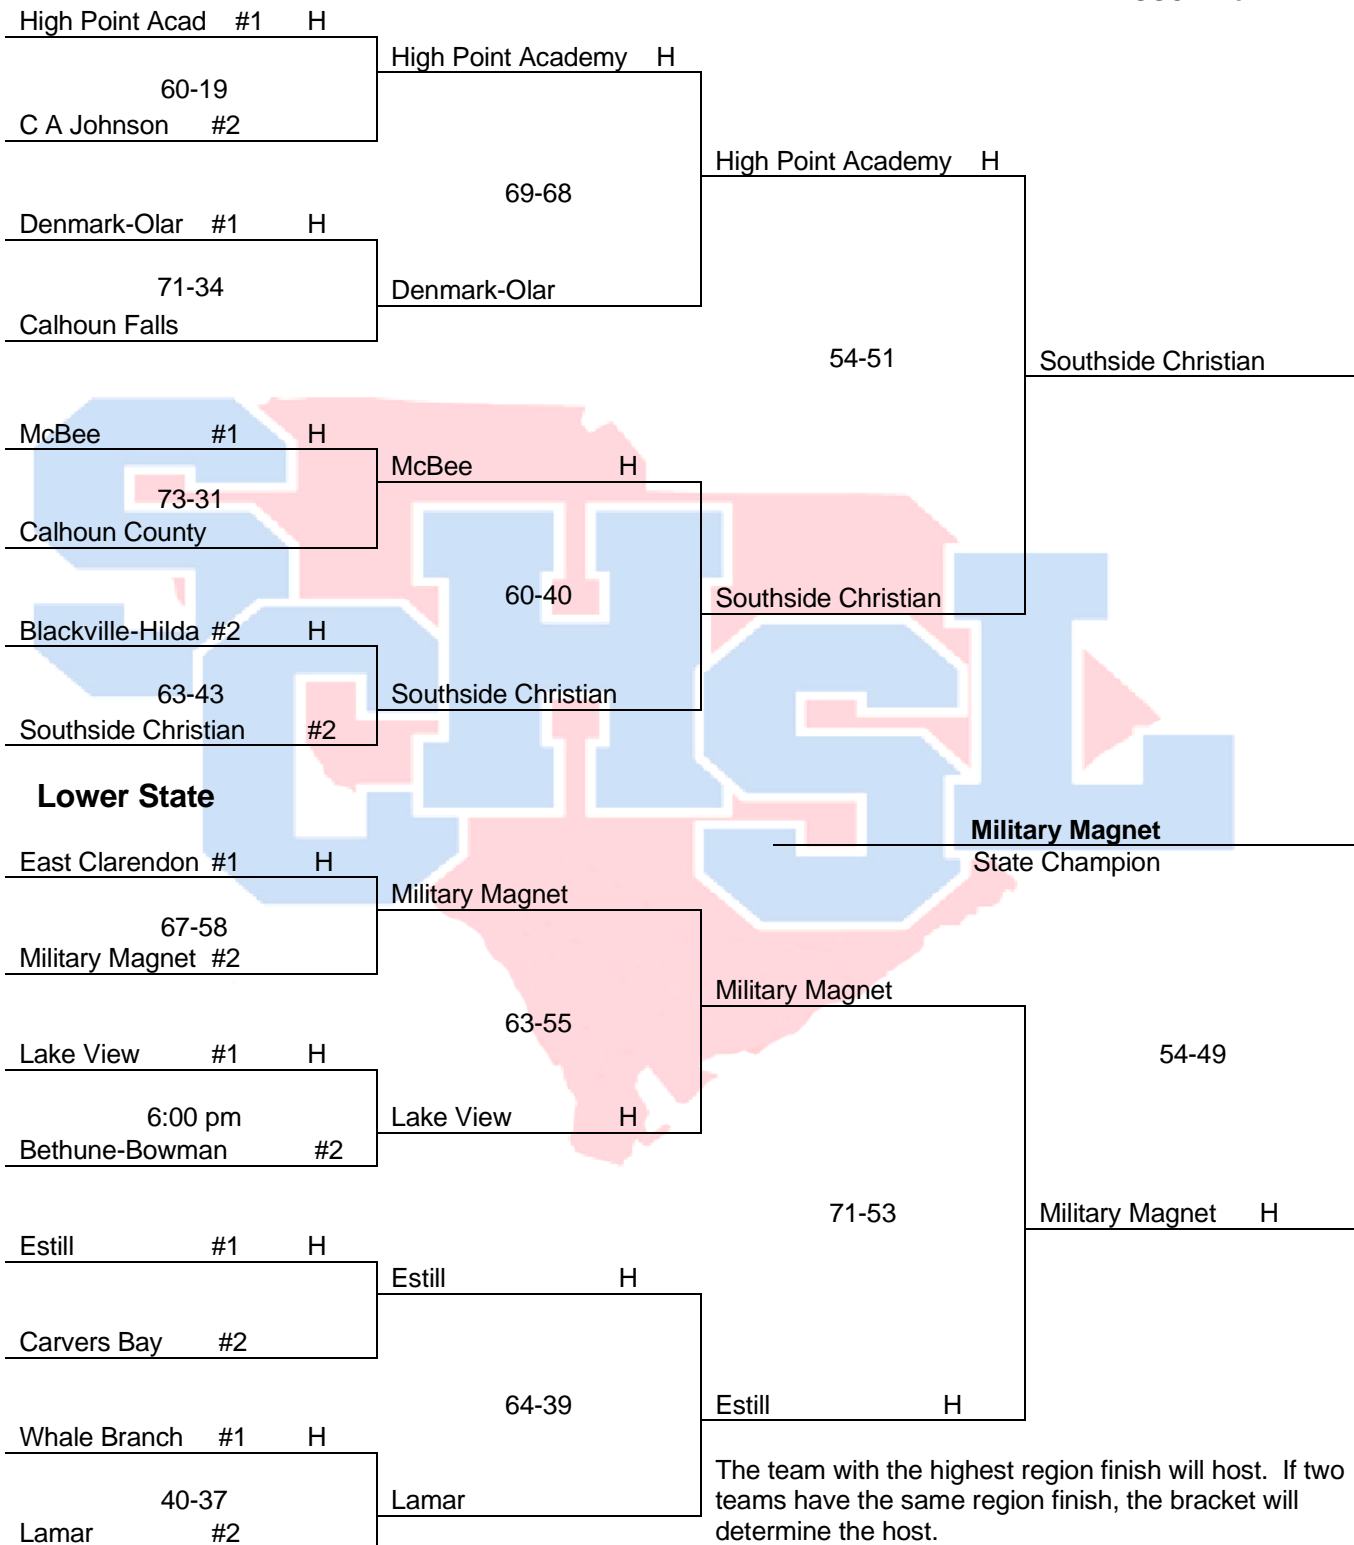 High Point Acad #1 H
High Point Academy H
60-19
C A Johnson #2
High Point Academy H
69-68
Denmark-Olar #1 H
71-34
Denmark-Olar
Calhoun Falls
54-51
Southside Christian
McBee #1 H
McBee H
73-31
Calhoun County
60-40
Southside Christian
Blackville-Hilda #2 H
63-43
Southside Christian
Southside Christian #2
SCHSL
Lower State
Military Magnet
State Champion
East Clarendon #1 H
Military Magnet
67-58
Military Magnet #2
Military Magnet
63-55
Lake View #1 H
54-49
6:00 pm
Lake View H
Bethune-Bowman #2
71-53
Military Magnet H
Estill #1 H
Estill H
Carvers Bay #2
64-39
Estill H
Whale Branch #1 H
40-37
Lamar
Lamar #2
The team with the highest region finish will host. If two
teams have the same region finish, the bracket will
determine the host.